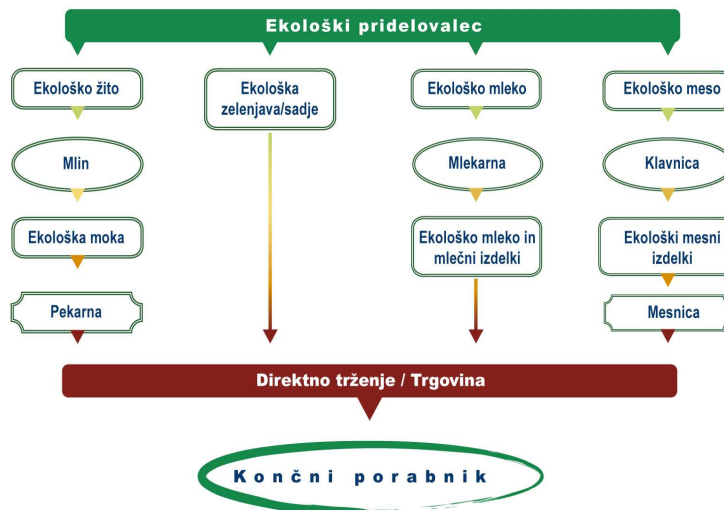 Ekološki pridelovalec
Ekološko žito
Ekološka
zelenjava/sadje
Ekološko mleko
Ekološko meso
Mlin
Mlekarna
Klavnica
Ekološka moka
Ekološko mleko in
mlečni izdelki
Ekološki mesni
izdelki
Pekarna
Mesnica
Direktno trženje / Trgovina
Končni porabnik